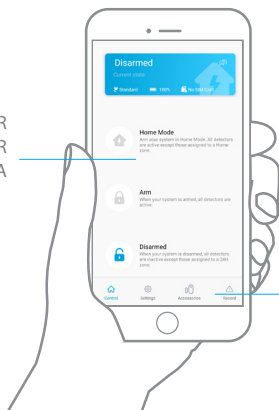 Disarmed
Current state
Standard 100% No SIM Card
R
R
A
Home Mode
Arm your system in Home Mode. All detectors
are active except those assigned to a Home
zone.
Arm
When your system is armed, all detectors are
active.
Disarmed
When your system is disarmed, all detectors
are inactive except those assigned to a 24H
zone.
Control Settings Accessories Record